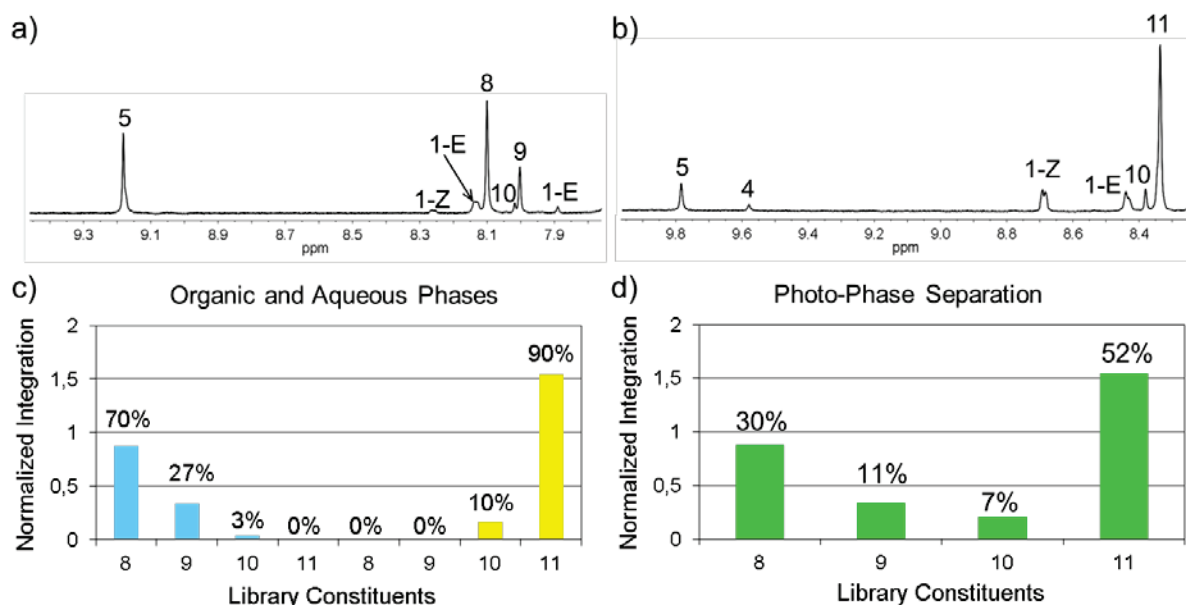 a)
5
8
1-E
9
1-Z
10
1-E
9.3 9.1 8.9 8.7 8.5 8.3 8.1 7.9
ppm
b)
11
5
4
1-Z
1-E
10
9.8 9.6 9.4 9.2 9.0 8.8 8.6 8.4
ppm
c)
Organic and Aqueous Phases
Normalized Integration
2
1,5
1
0,5
0
70% 27% 3% 0% 0% 0% 10% 90%
8 9 10 11 8 9 10 11
Library Constituents
d)
Photo-Phase Separation
Normalized Integration
2
1,5
1
0,5
0
30% 11% 7% 52%
8 9 10 11
Library Constituents